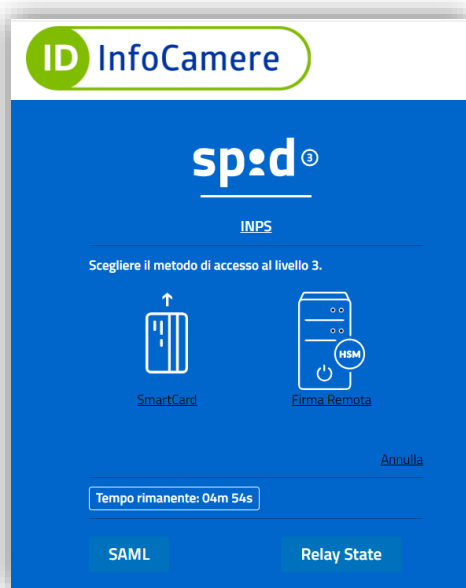 ID InfoCamere
spid 3
INPS
Scegliere il metodo di accesso al livello 3.
HSM
SmartCard Firma Remota
Annulla
Tempo rimanente: 04m 54s
SAML Relay State